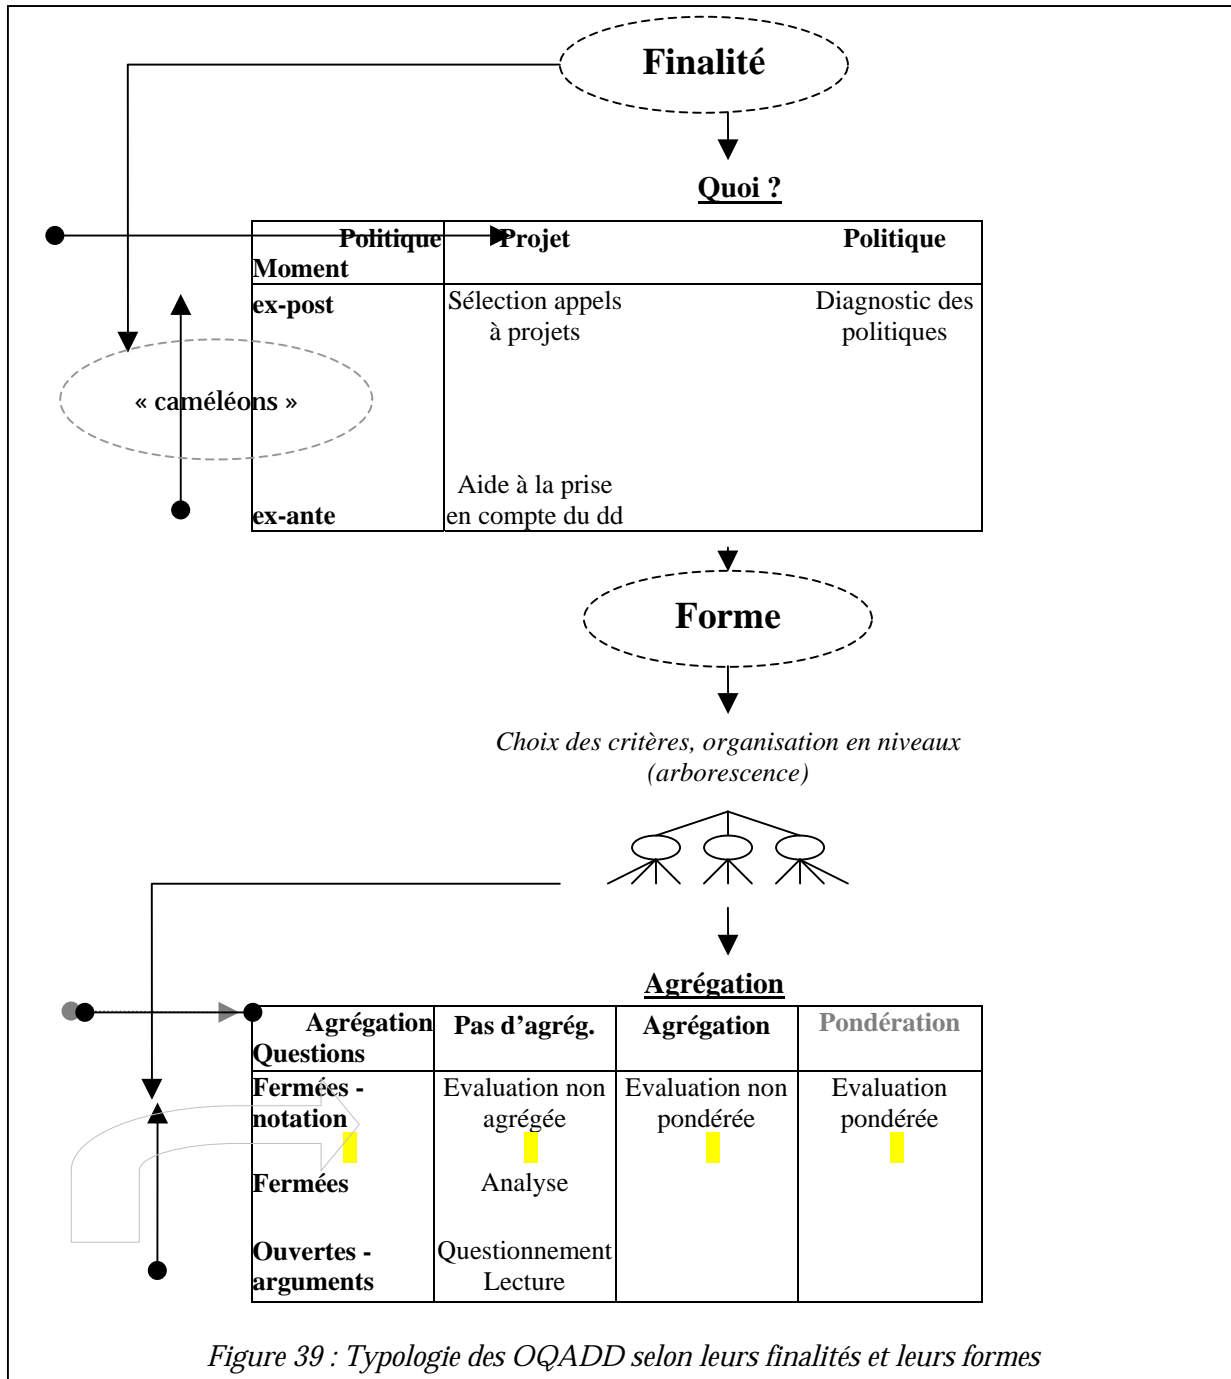 Finalité
Quoi ?
Politique Projet Politique
Moment
ex-post Sélection appels Diagnostic des
à projets politiques
« caméléons »
Aide à la prise
ex-ante en compte du dd
Forme
Choix des critères, organisation en niveaux
(arborescence)
Agrégation
Agrégation Pas d’agrég. Agrégation Pondération
Questions
Fermées - Evaluation non Evaluation non Evaluation
notation agrégée pondérée pondérée
Fermées Analyse
Ouvertes - Questionnement
arguments Lecture
Figure 39 : Typologie des OQADD selon leurs finalités et leurs formes